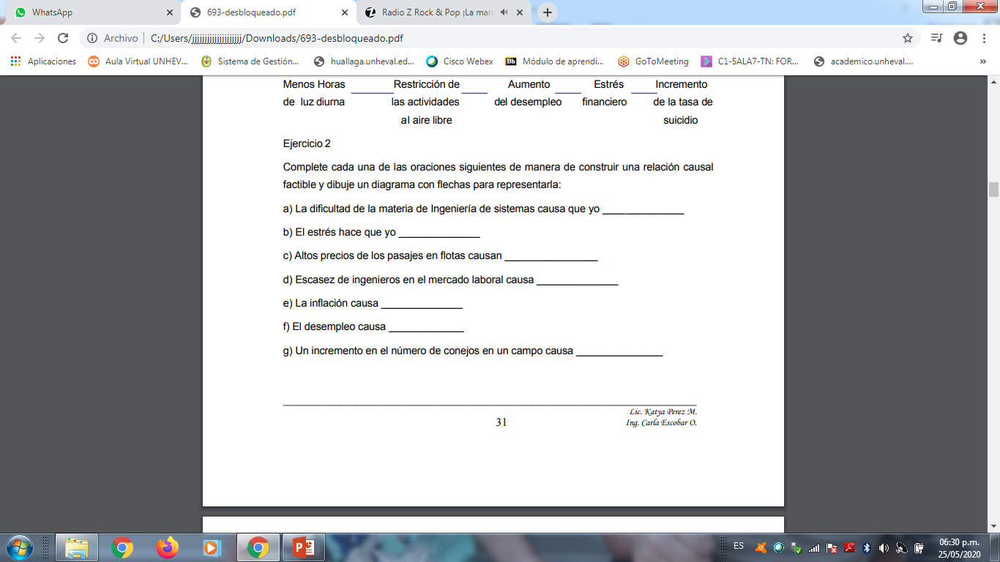 WhatsApp
693-desbloqueado.pdf
Radio Z Rock & Pop ¡La marc
Archivo
C:/Users/jjjjjjjjjjjjjjjjjjjj/Downloads/693-desbloqueado.pdf
Aplicaciones
Aula Virtual UNHEV...
Sistema de Gestión...
huallaga.unheval.ed...
Cisco Webex
Bb
Módulo de aprendi...
GoToMeeting
C1-SALA7-TN: FOR...
academico.unheval....
»
Menos Horas ______ Restricción de ____ Aumento ____ Estrés ____ Incremento
de luz diurna las actividades del desempleo financiero de la tasa de
al aire libre suicidio
Ejercicio 2
Complete cada una de las oraciones siguientes de manera de construir una relación causal
factible y dibuje un diagrama con flechas para representarla:
a) La dificultad de la materia de Ingeniería de sistemas causa que yo ______________
b) El estrés hace que yo ______________
c) Altos precios de los pasajes en flotas causan ________________
d) Escasez de ingenieros en el mercado laboral causa ______________
e) La inflación causa ______________
f) El desempleo causa _____________
g) Un incremento en el número de conejos en un campo causa _______________
Lic. Katya Perez M.
31
Ing. Carla Escobar O.
ES
06:30 p.m.
25/05/2020